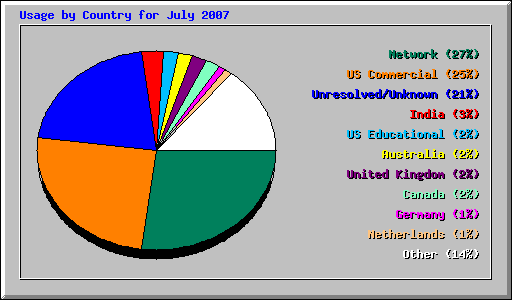 Usage by Country for July 2007
Network (27%)
US Commercial (25%)
Unresolved/Unknown (21%)
India (3%)
US Educational (2%)
Australia (2%)
United Kingdom (2%)
Canada (2%)
Germany (1%)
Netherlands (1%)
Other (14%)